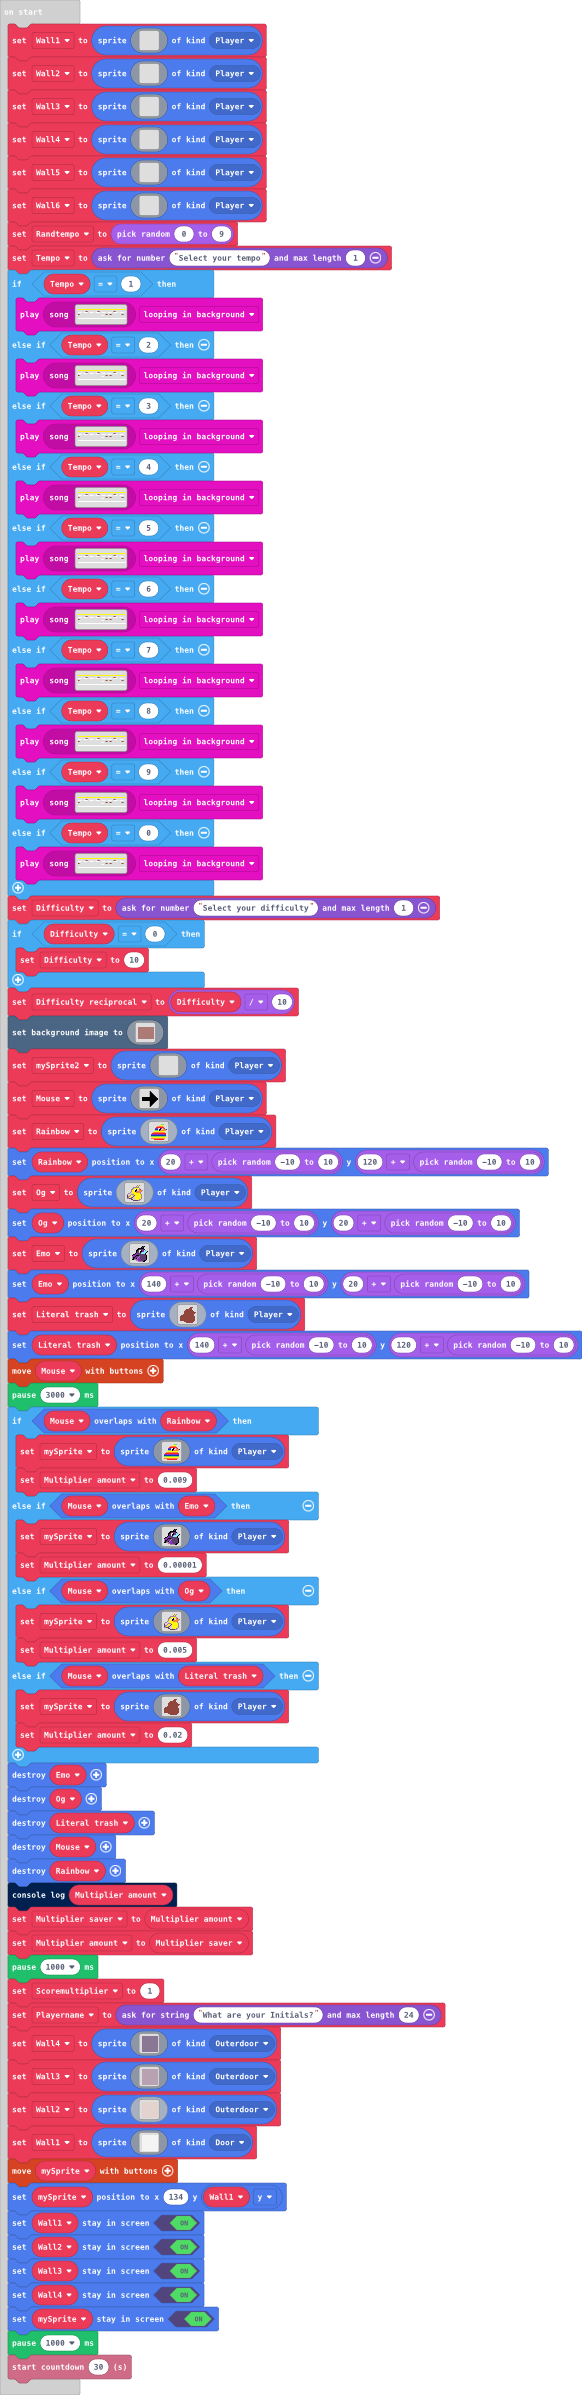 on start
set Wall1 to sprite of kind Player
set Wall2 to sprite of kind Player
set Wall3 to sprite of kind Player
set Wall4 to sprite of kind Player
set Wall5 to sprite of kind Player
set Wall6 to sprite of kind Player
set Randtempo to pick random 0 to 9
set Tempo to ask for number "Select your tempo" and max length 1
if Tempo = 1 then
play song looping in background
else if Tempo = 2 then
play song looping in background
else if Tempo = 3 then
play song looping in background
else if Tempo = 4 then
play song looping in background
else if Tempo = 5 then
play song looping in background
else if Tempo = 6 then
play song looping in background
else if Tempo = 7 then
play song looping in background
else if Tempo = 8 then
play song looping in background
else if Tempo = 9 then
play song looping in background
else if Tempo = 0 then
play song looping in background
set Difficulty to ask for number "Select your difficulty" and max length 1
if Difficulty = 0 then
set Difficulty to 10
set Difficulty reciprocal to Difficulty / 10
set background image to
set mySprite2 to sprite of kind Player
set Mouse to sprite of kind Player
set Rainbow to sprite of kind Player
set Rainbow position to x 20 + pick random -10 to 10 y 120 + pick random -10 to 10
set Og to sprite of kind Player
set Og position to x 20 + pick random -10 to 10 y 20 + pick random -10 to 10
set Emo to sprite of kind Player
set Emo position to x 140 + pick random -10 to 10 y 20 + pick random -10 to 10
set Literal trash to sprite of kind Player
set Literal trash position to x 140 + pick random -10 to 10 y 120 + pick random -10 to 10
move Mouse with buttons
pause 3000 ms
if Mouse overlaps with Rainbow then
set mySprite to sprite of kind Player
set Multiplier amount to 0.009
else if Mouse overlaps with Emo then
set mySprite to sprite of kind Player
set Multiplier amount to 0.00001
else if Mouse overlaps with Og then
set mySprite to sprite of kind Player
set Multiplier amount to 0.005
else if Mouse overlaps with Literal trash then
set mySprite to sprite of kind Player
set Multiplier amount to 0.02
destroy Emo
destroy Og
destroy Literal trash
destroy Mouse
destroy Rainbow
console log Multiplier amount
set Multiplier saver to Multiplier amount
set Multiplier amount to Multiplier saver
pause 1000 ms
set Scoremultiplier to 1
set Playername to ask for string "What are your Initials?" and max length 24
set Wall4 to sprite of kind Outerdoor
set Wall3 to sprite of kind Outerdoor
set Wall2 to sprite of kind Outerdoor
set Wall1 to sprite of kind Door
move mySprite with buttons
set mySprite position to x 134 y Wall1 y
set Wall1 stay in screen ON
set Wall2 stay in screen ON
set Wall3 stay in screen ON
set Wall4 stay in screen ON
set mySprite stay in screen ON
pause 1000 ms
start countdown 30 (s)